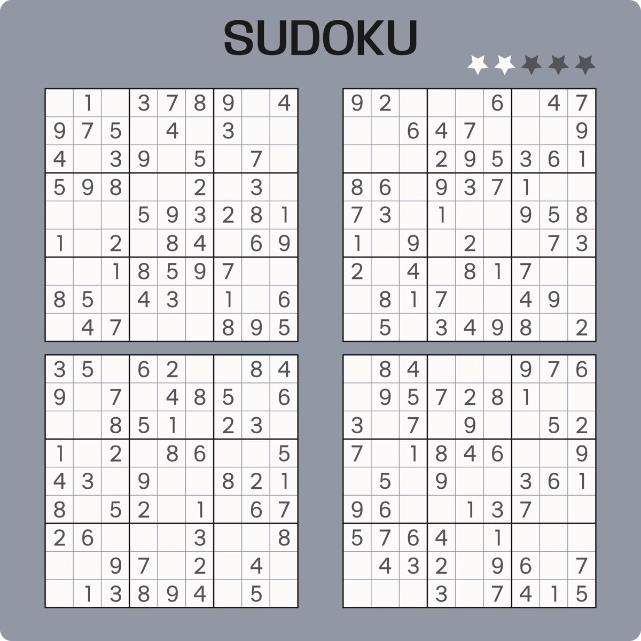 SUDOKU
1 3 7 8 9 4
9 7 5 4 3
4 3 9 5 7
5 9 8 2 3
5 9 3 2 8 1
1 2 8 4 6 9
1 8 5 9 7
8 5 4 3 1 6
4 7 8 9 5
9 2 6 4 7
6 4 7 9
2 9 5 3 6 1
8 6 9 3 7 1
7 3 1 9 5 8
1 9 2 7 3
2 4 8 1 7
8 1 7 4 9
5 3 4 9 8 2
3 5 6 2 8 4
9 7 4 8 5 6
8 5 1 2 3
1 2 8 6 5
4 3 9 8 2 1
8 5 2 1 6 7
2 6 3 8
9 7 2 4
1 3 8 9 4 5
8 4 9 7 6
9 5 7 2 8 1
3 7 9 5 2
7 1 8 4 6 9
5 9 3 6 1
9 6 1 3 7
5 7 6 4 1
4 3 2 9 6 7
3 7 4 1 5